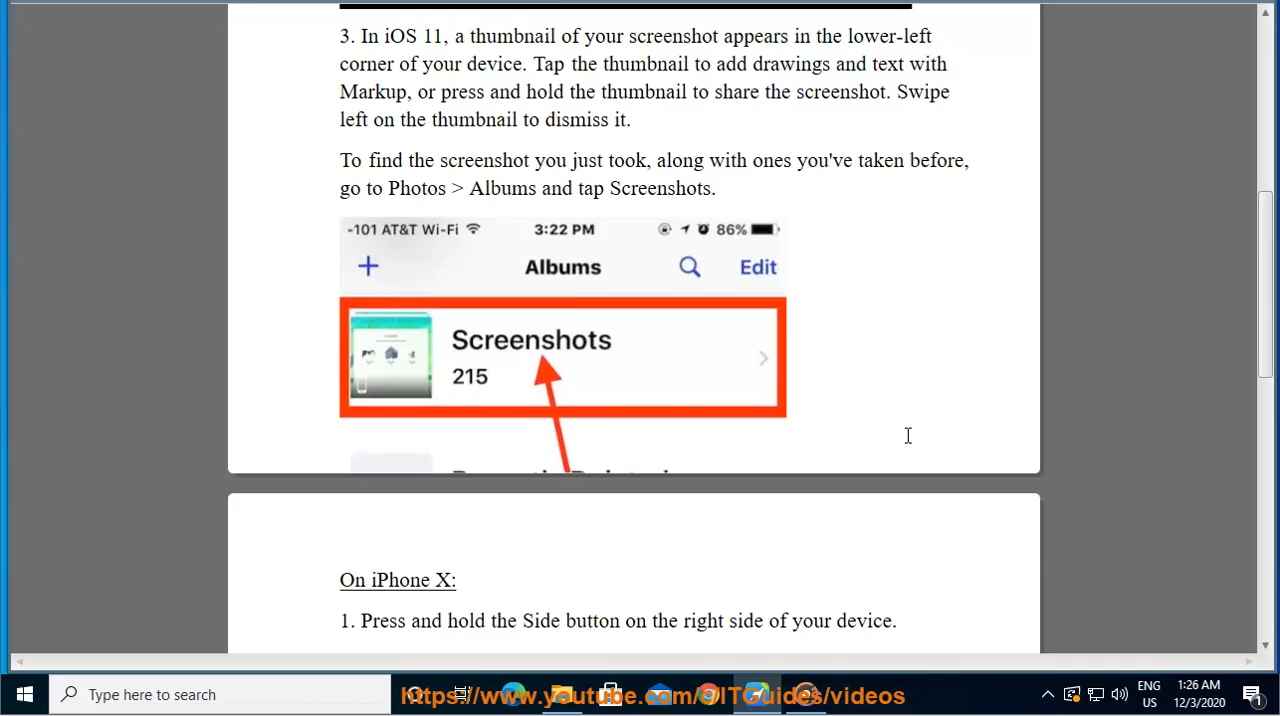 3. In iOS 11, a thumbnail of your screenshot appears in the lower-left
corner of your device. Tap the thumbnail to add drawings and text with
Markup, or press and hold the thumbnail to share the screenshot. Swipe
left on the thumbnail to dismiss it.
To find the screenshot you just took, along with ones you've taken before,
go to Photos > Albums and tap Screenshots.
-101 AT&T Wi-Fi 3:22 PM 86%
Albums Edit
Screenshots
215
On iPhone X:
1. Press and hold the Side button on the right side of your device.
Type here to search
ENG
US
1:26 AM
12/3/2020
1